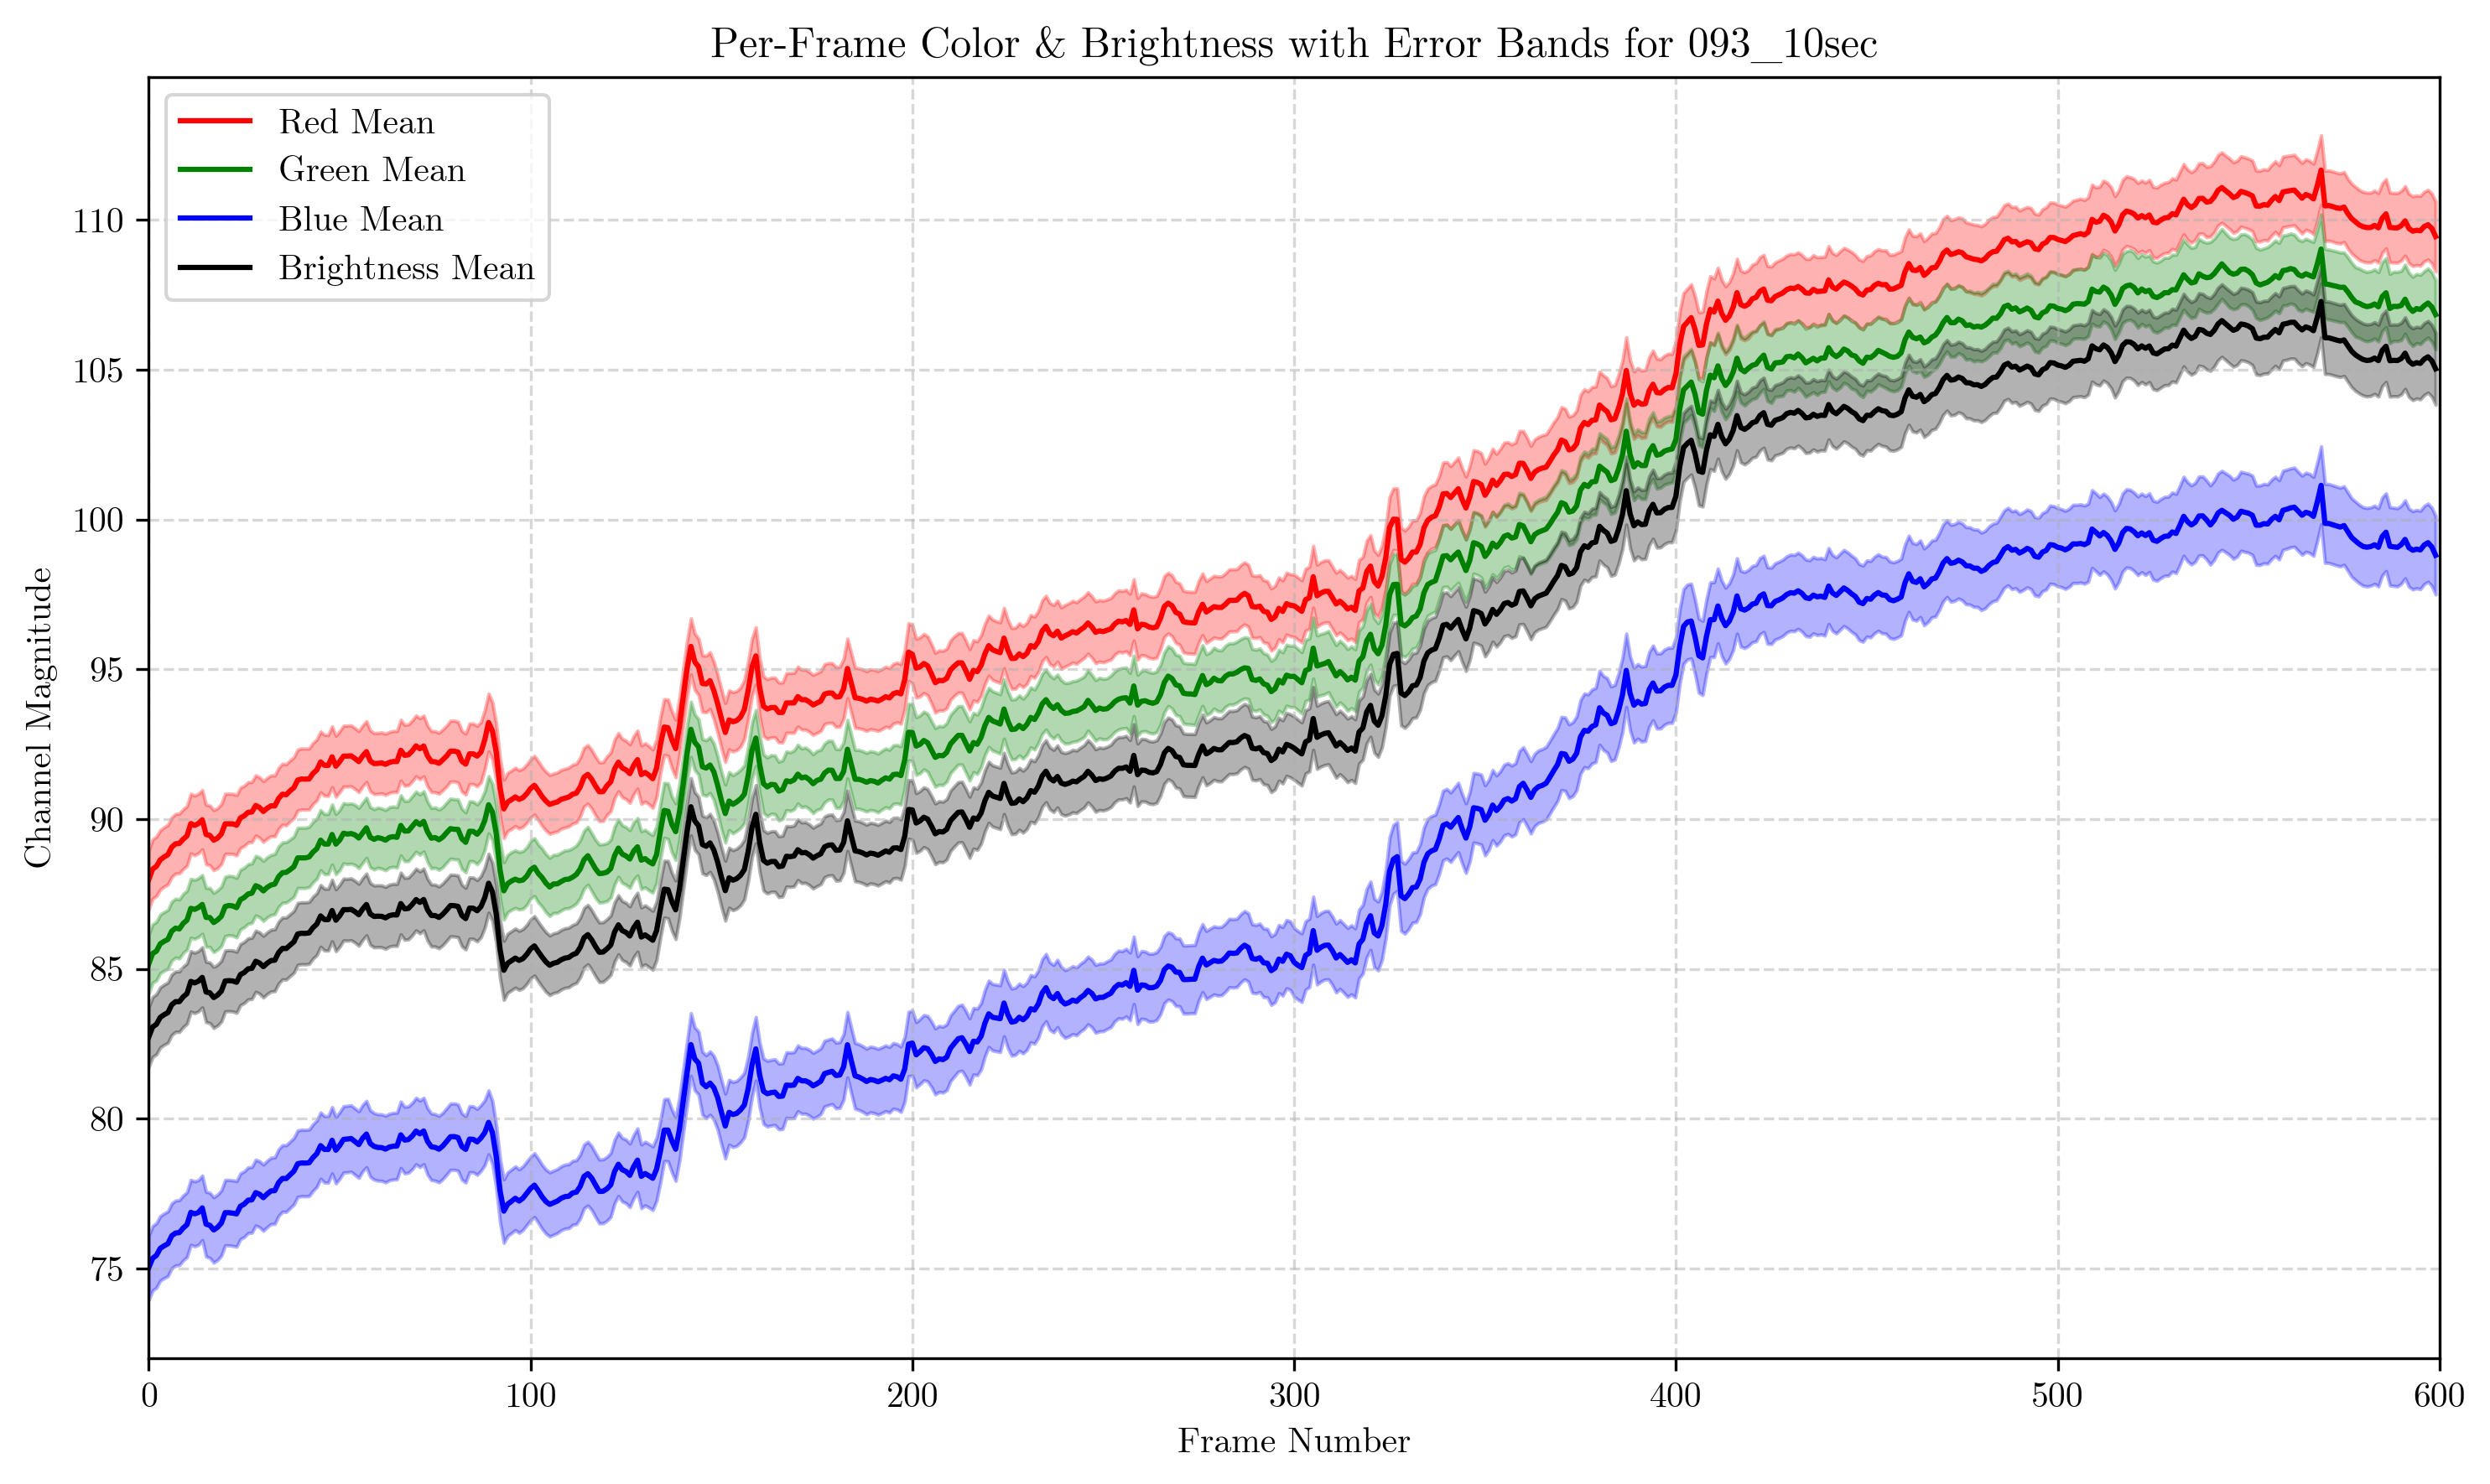 Per-Frame Color & Brightness with Error Bands for 093_10sec
Red Mean
Green Mean
Blue Mean
Brightness Mean
Channel Magnitude
110
105
100
95
90
85
80
75
0 100 200 300 400 500 600
Frame Number